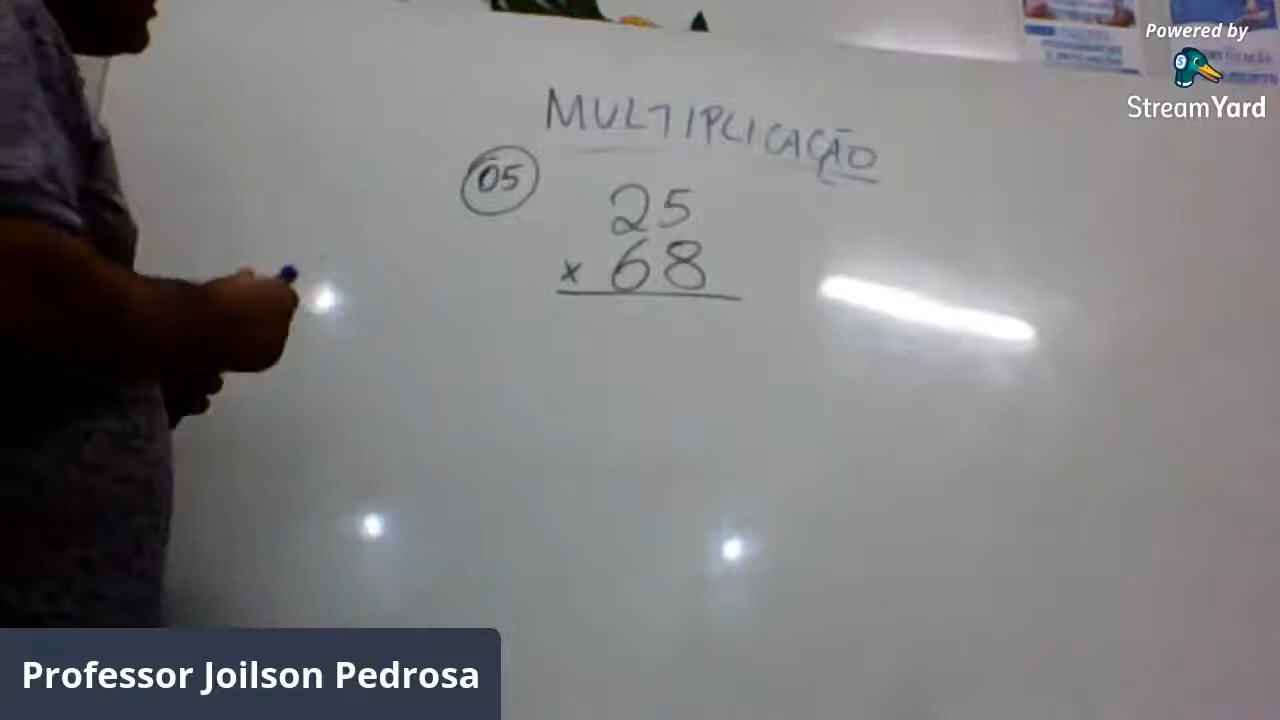 Powered by
StreamYard
MULTIPLICAÇÃO
05
25
x 68
Professor Joilson Pedrosa